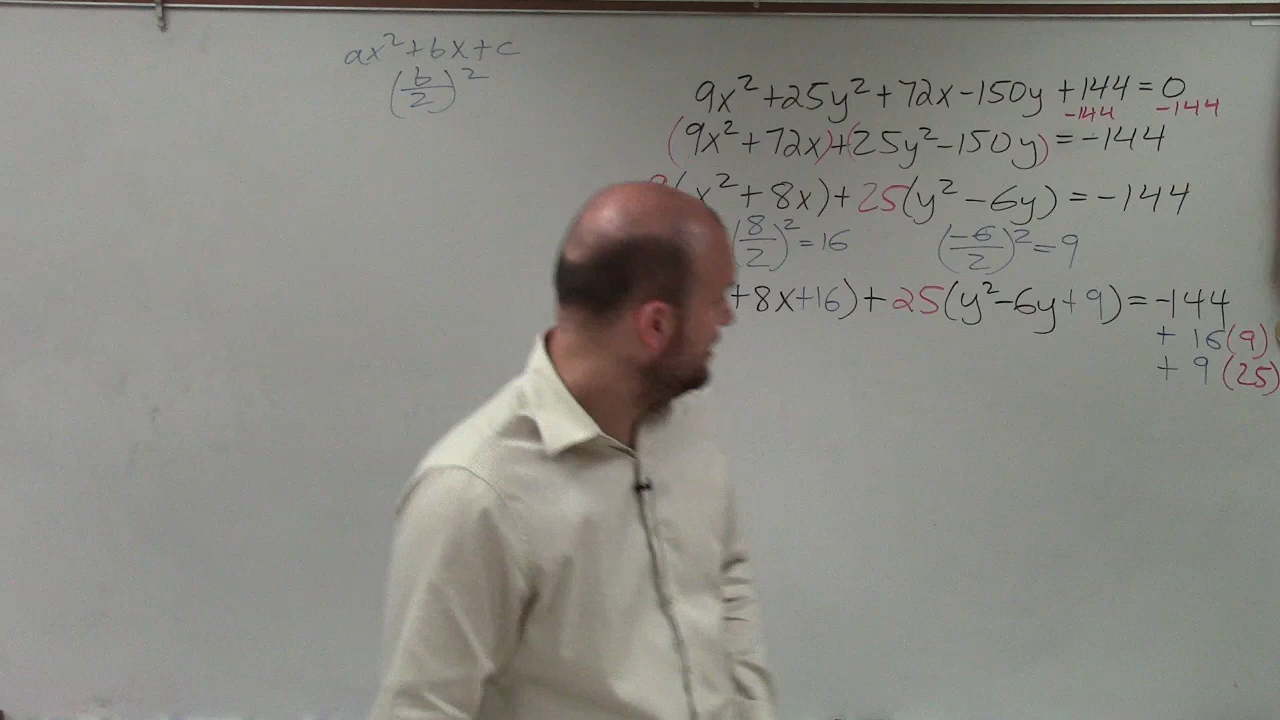 ax² + bx + c
(b/2)²
9x² + 25y² + 72x - 150y + 144 = 0
-144 -144
(9x² + 72x) + (25y² - 150y) = -144
9(x² + 8x) + 25(y² - 6y) = -144
(8/2)² = 16 (-6/2)² = 9
+ 8x + 16) + 25(y² - 6y + 9) = -144
+ 16(9)
+ 9(25)